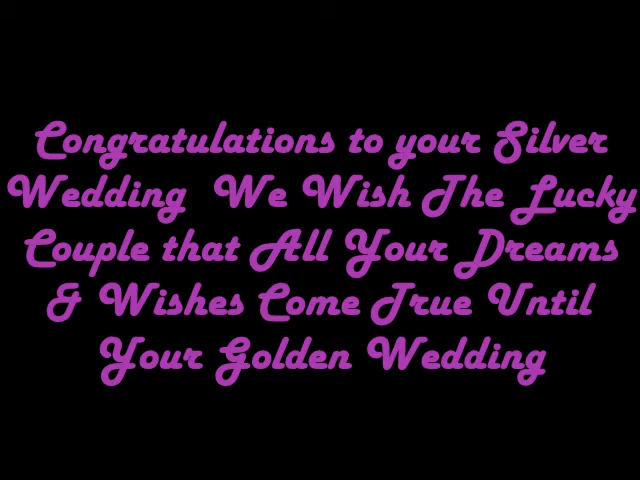 Congratulations to your Silver
Wedding We Wish The Lucky
Couple that All Your Dreams
& Wishes Come True Until
Your Golden Wedding